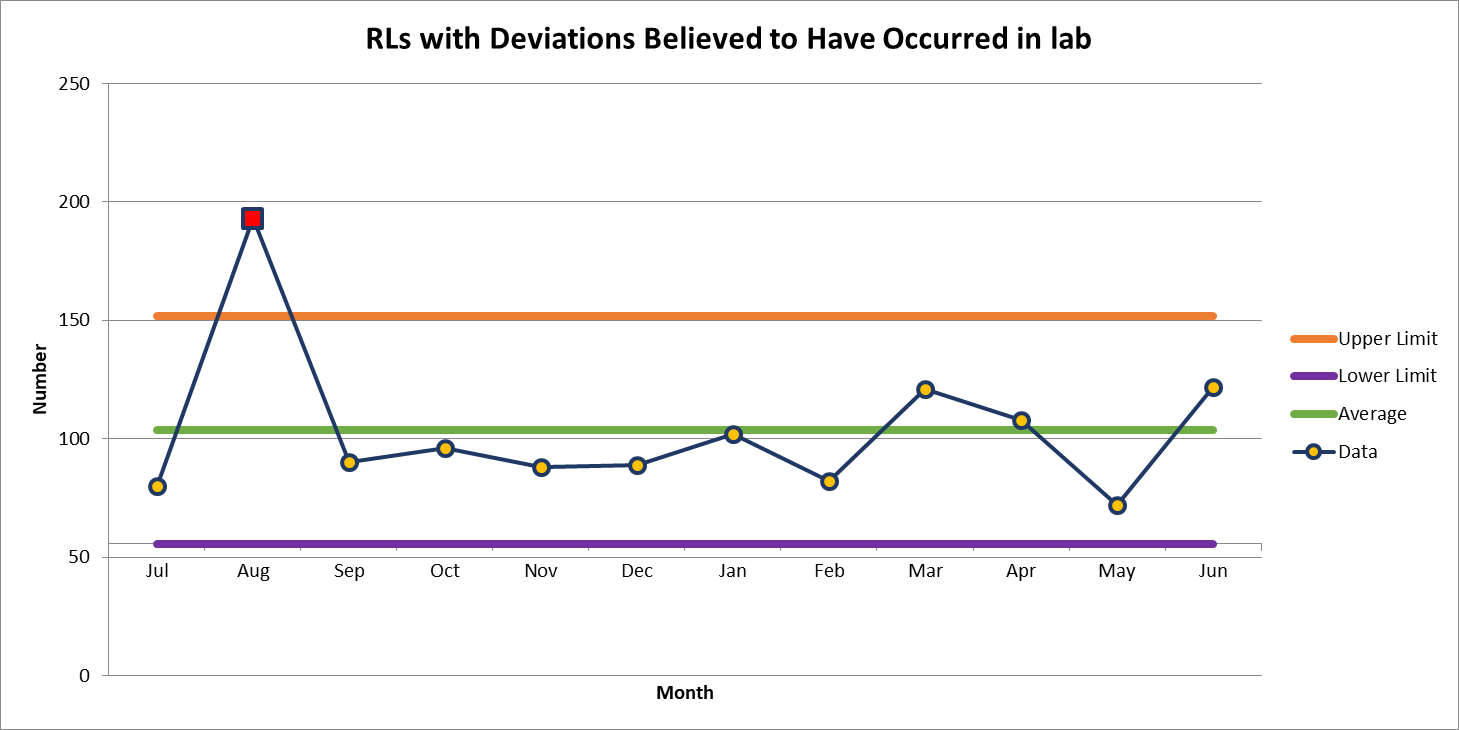 RLs with Deviations Believed to Have Occurred in lab
250
200
150
100
50
0
Number
Jul Aug Sep Oct Nov Dec Jan Feb Mar Apr May Jun
Month
Upper Limit
Lower Limit
Average
Data